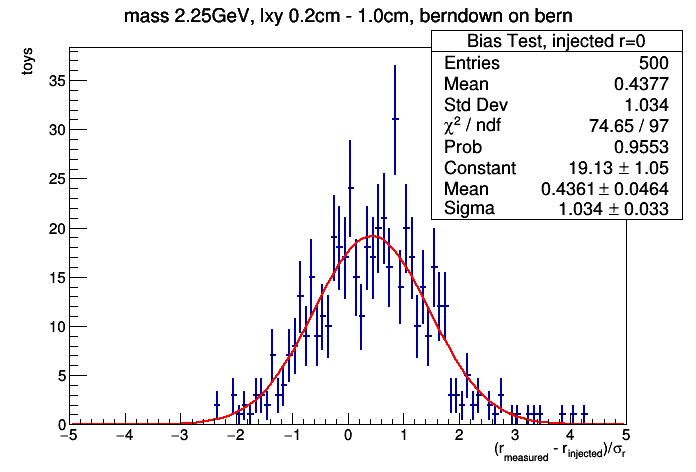 mass 2.25GeV, lxy 0.2cm - 1.0cm, berndown on bern
Bias Test, injected r=0
Entries 500
Mean 0.4377
Std Dev 1.034
χ² / ndf 74.65 / 97
Prob 0.9553
Constant 19.13 ± 1.05
Mean 0.4361 ± 0.0464
Sigma 1.034 ± 0.033
toys
35
30
25
20
15
10
5
0
−5 −4 −3 −2 −1 0 1 2 3 4 5
(r_measured - r_injected)/σ_r